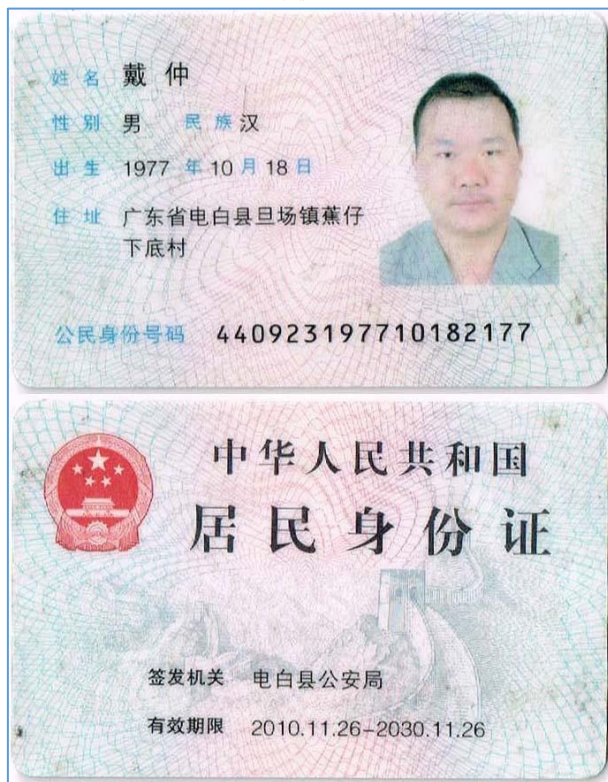 姓名 戴仲
性别 男 民族 汉
出生 1977 年 10 月 18 日
住址 广东省电白县旦场镇蕉仔
下底村
公民身份号码 440923197710182177
中华人民共和国
居民身份证
签发机关 电白县公安局
有效期限 2010.11.26-2030.11.26